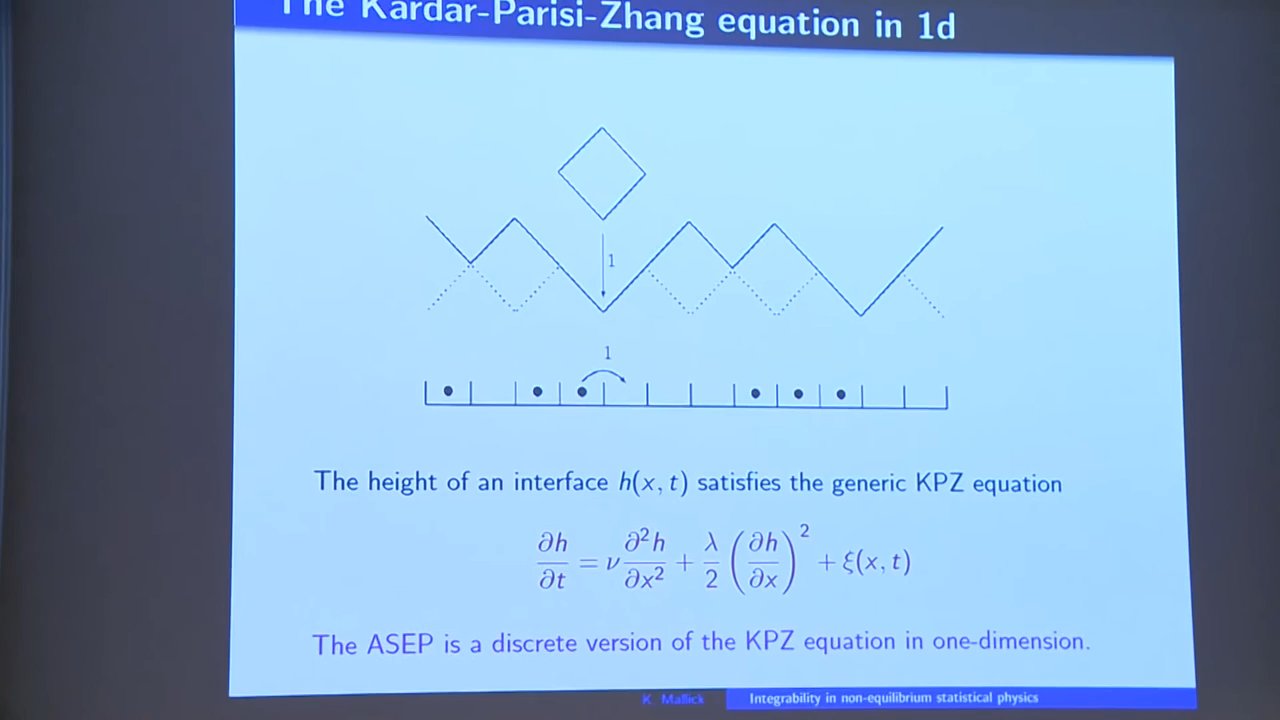 The Kardar-Parisi-Zhang equation in 1d
1
1
The height of an interface h(x, t) satisfies the generic KPZ equation
∂h/∂t = ν ∂²h/∂x² + λ/2 (∂h/∂x)² + ξ(x, t)
The ASEP is a discrete version of the KPZ equation in one-dimension.
K. Mallick
Integrability in non-equilibrium statistical physics